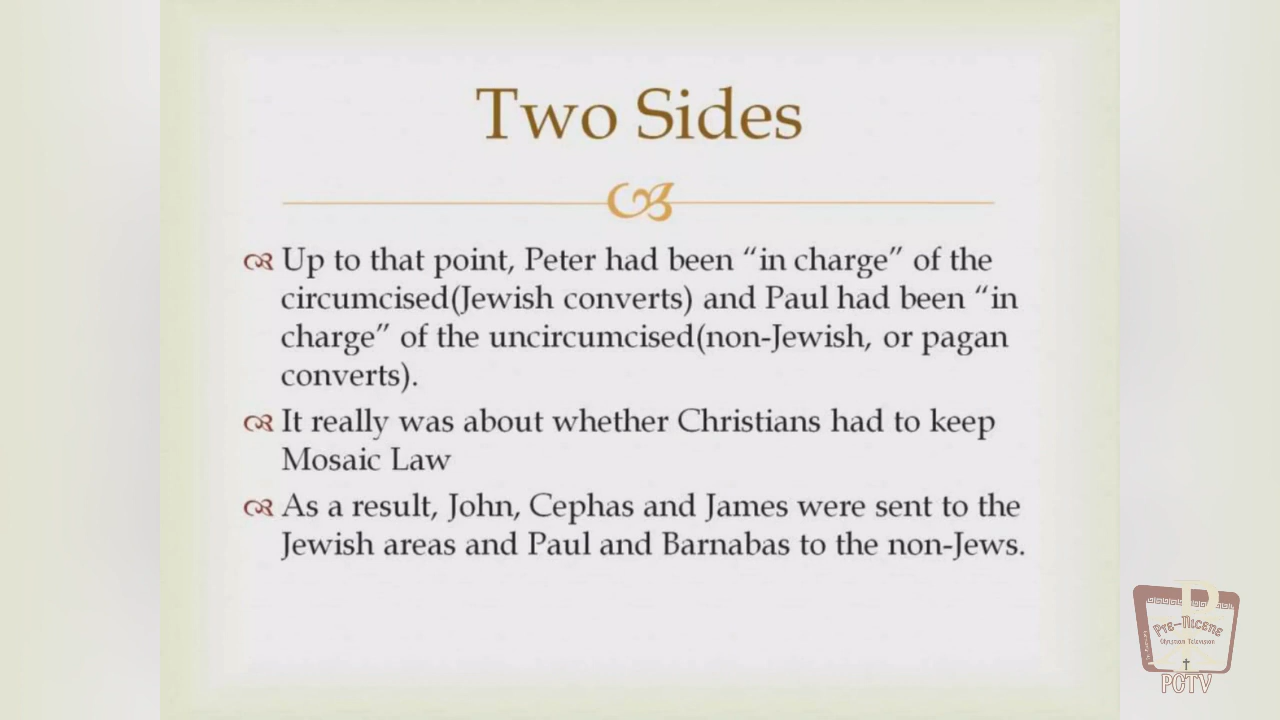 Two Sides
Up to that point, Peter had been “in charge” of the
circumcised(Jewish converts) and Paul had been “in
charge” of the uncircumcised(non-Jewish, or pagan
converts).
It really was about whether Christians had to keep
Mosaic Law
As a result, John, Cephas and James were sent to the
Jewish areas and Paul and Barnabas to the non-Jews.
Pre-Nicene
Christian Television
PCTV